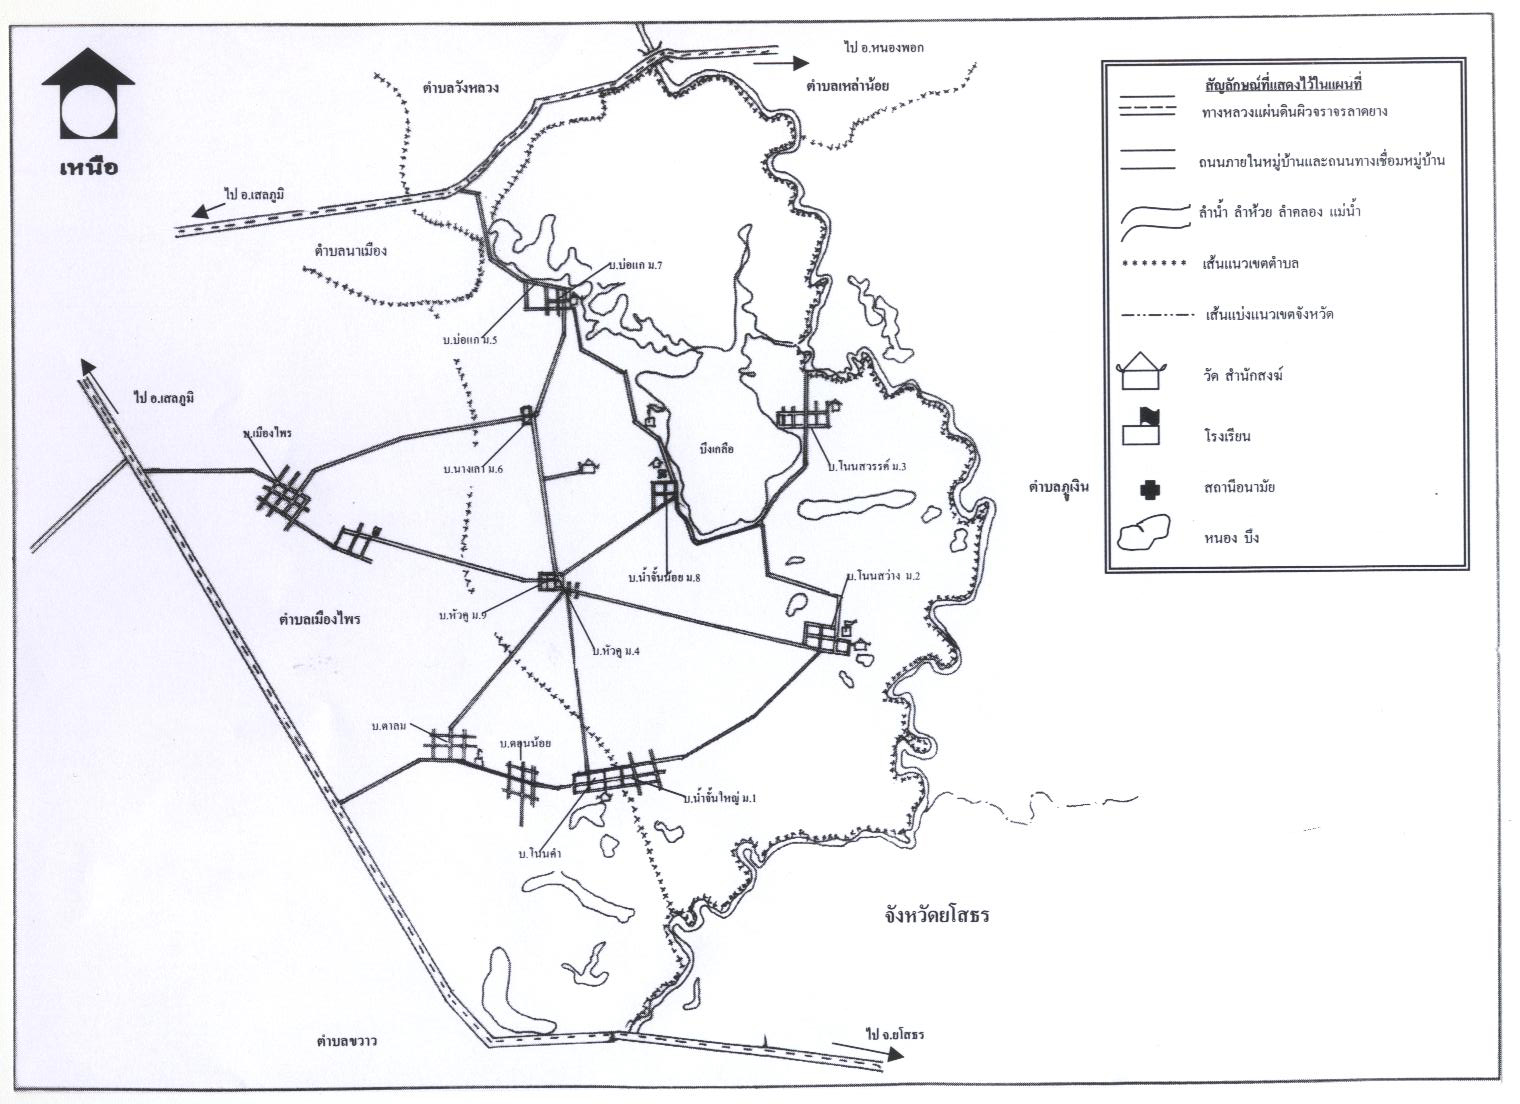 ไป อ.หนองพอก
ตำบลวังหลวง
ตำบลเหล่าน้อย
เหนือ
ไป อ.เสลภูมิ
ตำบลนาเมือง
บ.บ่อแก ม.7
บ.บ่อแก ม.5
ไป อ.เสลภูมิ
บ.เมืองไพร
บ.นางเลา ม.6
บึงเกลือ
บ.โนนสวรรค์ ม.3
ตำบลภูเงิน
บ.น้ำจั้นน้อย ม.8
บ.โนนสว่าง ม.2
บ.หัวคู ม.9
ตำบลเมืองไพร
บ.หัวคู ม.4
บ.ตาลม
บ.ดอนน้อย
บ.น้ำจั้นใหญ่ ม.1
บ.โนนคำ
จังหวัดยโสธร
ตำบลขวาว
ไป จ.ยโสธร
สัญลักษณ์ที่แสดงไว้ในแผนที่
ทางหลวงแผ่นดินผิวจราจรลาดยาง
ถนนภายในหมู่บ้านและถนนทางเชื่อมหมู่บ้าน
ลำน้ำ ลำห้วย ลำคลอง แม่น้ำ
เส้นแนวเขตตำบล
เส้นแบ่งแนวเขตจังหวัด
วัด สำนักสงฆ์
โรงเรียน
สถานีอนามัย
หนอง บึง